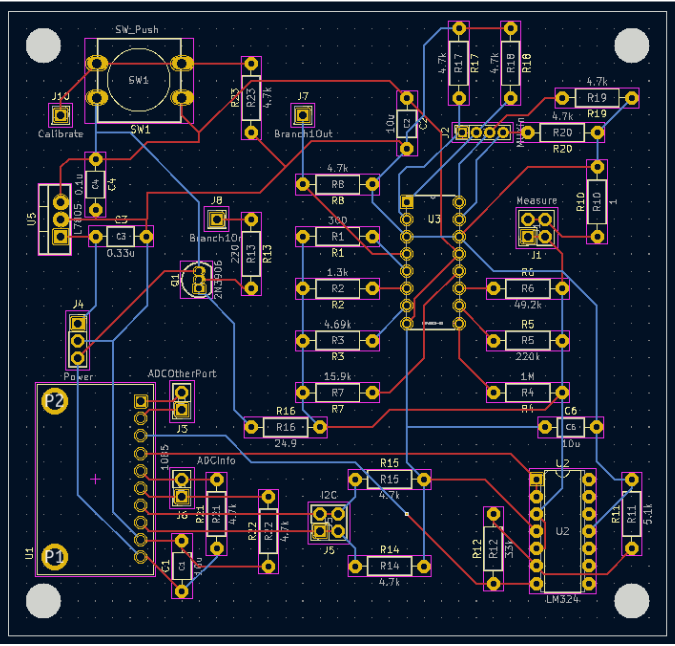 SW_Push
SW1
SW1
J10
Calibrate
R23
R23
4.7k
J7
Branch1Out
10u
C2
C2
4.7k
R17
R17
4.7k
R18
R18
4.7k
R19
R19
4.7k
R20
R20
J2
C4
C4
0.1u
U5
L7805
C3
C3
0.33u
J8
R13
R13
220
Q1
2N3906
4.7k
R8
R8
300
R1
R1
1.3k
R2
R2
4.69k
R3
R3
15.9k
R7
R7
U3
Measure
J1
R10
R10
1
R6
R6
49.2k
R5
R5
220k
1M
R4
R4
J4
Power
ADCOtherPort
J3
P2
P1
U1
1085
ADCInfo
J6
R21
R21
4.7k
R22
R22
4.7k
C1
C1
R16
R16
24.9
I2C
J5
R15
R15
4.7k
R14
R14
4.7k
C6
C6
10u
U2
U2
LM324
R12
R12
33k
R11
R11
5.1k